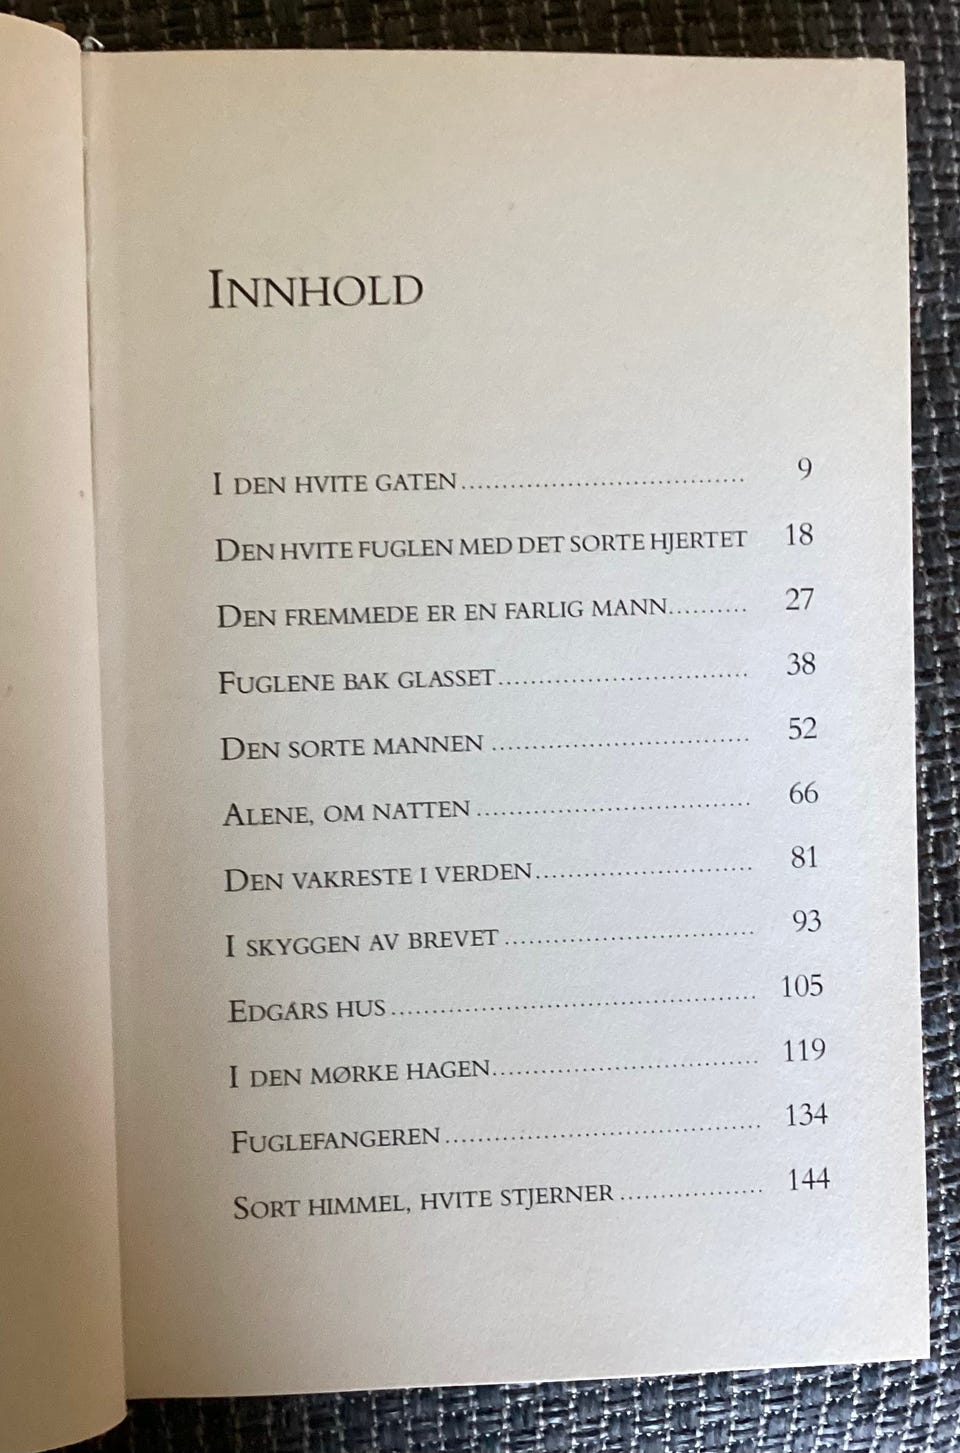 INNHOLD
I DEN HVITE GATEN.................................. 9
DEN HVITE FUGLEN MED DET SORTE HJERTET 18
DEN FREMMEDE ER EN FARLIG MANN.......... 27
FUGLENE BAK GLASSET.............................. 38
DEN SORTE MANNEN ............................... 52
ALENE, OM NATTEN ................................. 66
DEN VAKRESTE I VERDEN.......................... 81
I SKYGGEN AV BREVET .............................. 93
EDGARS HUS ........................................... 105
I DEN MØRKE HAGEN................................ 119
FUGLEFANGEREN ...................................... 134
SORT HIMMEL, HVITE STJERNER ................. 144